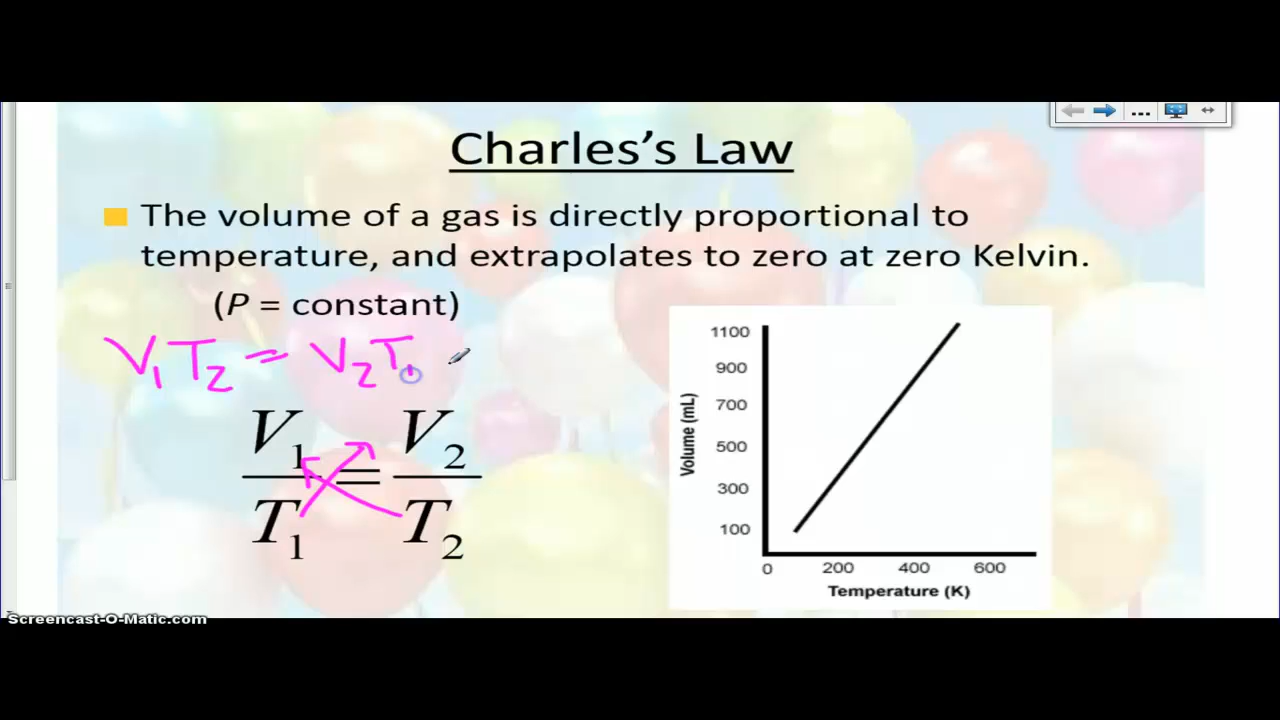 Charles’s Law
The volume of a gas is directly proportional to
temperature, and extrapolates to zero at zero Kelvin.
(P = constant)
V₁T₂ = V₂T₁
V₁/T₁ = V₂/T₂
1100
900
700
500
300
100
Volume (mL)
0 200 400 600
Temperature (K)
Screencast-O-Matic.com